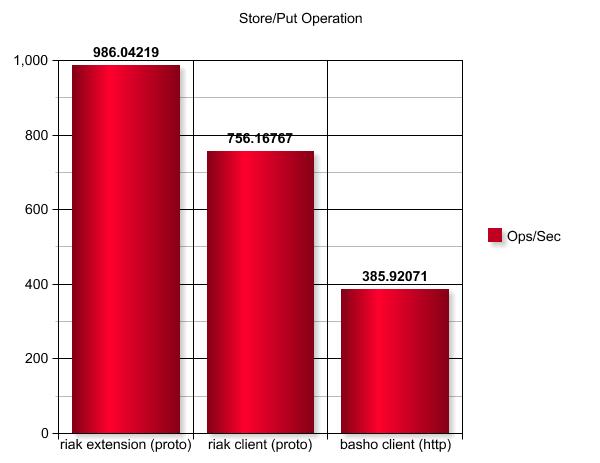 Store/Put Operation
986.04219
1,000
800
756.16767
600
Ops/Sec
400
385.92071
200
0
riak extension (proto)
riak client (proto)
basho client (http)